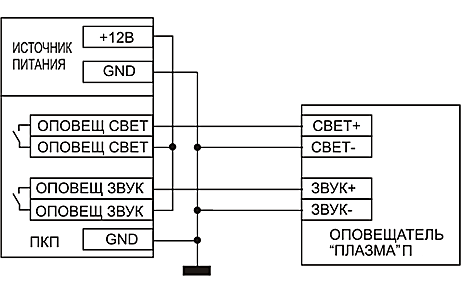 ИСТОЧНИК
ПИТАНИЯ
+12В
GND
ОПОВЕЩ СВЕТ
ОПОВЕЩ СВЕТ
ОПОВЕЩ ЗВУК
ОПОВЕЩ ЗВУК
ПКП
GND
СВЕТ+
СВЕТ-
ЗВУК+
ЗВУК-
ОПОВЕЩАТЕЛЬ
"ПЛАЗМА" П